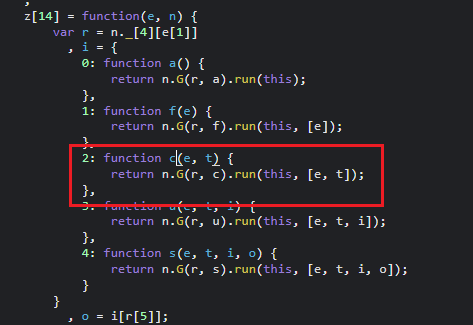 z[14] = function(e, n) {
var r = n._[4][e[1]]
, i = {
0: function a() {
return n.G(r, a).run(this);
},
1: function f(e) {
return n.G(r, f).run(this, [e]);
},
2: function c(e, t) {
return n.G(r, c).run(this, [e, t]);
},
3: function u(e, t, i) {
return n.G(r, u).run(this, [e, t, i]);
},
4: function s(e, t, i, o) {
return n.G(r, s).run(this, [e, t, i, o]);
}
}
, o = i[r[5]];